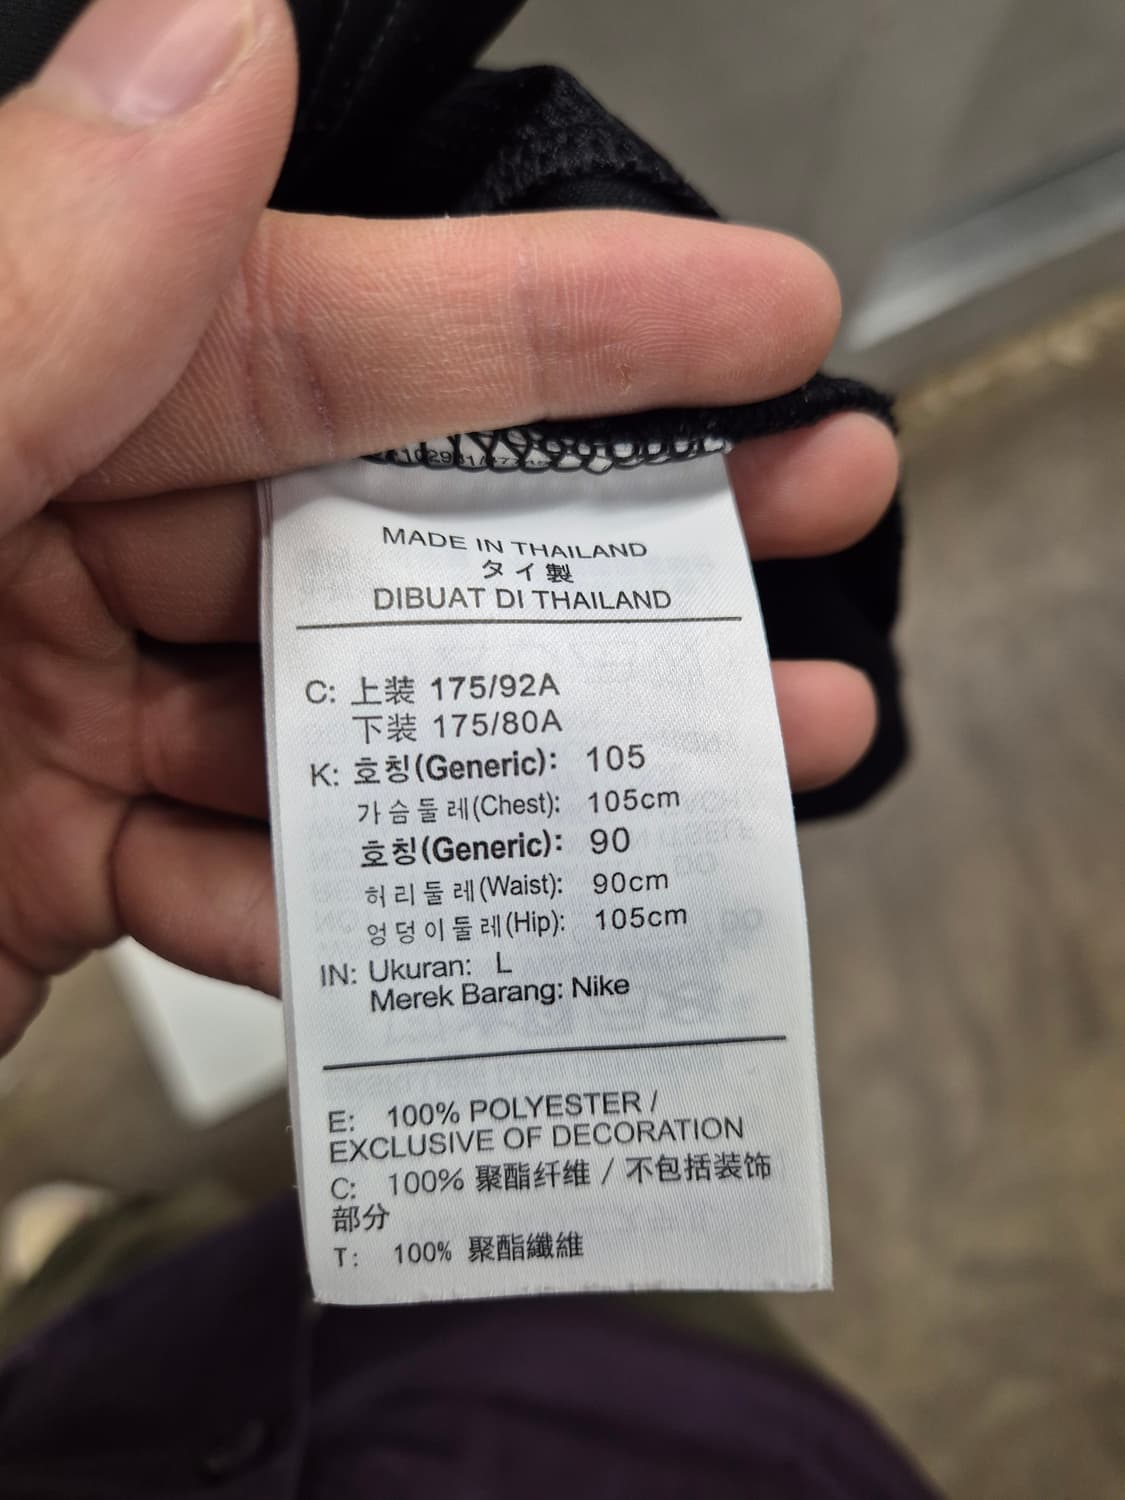 MADE IN THAILAND
タイ製
DIBUAT DI THAILAND
C: 上装 175/92A
下装 175/80A
K: 호칭(Generic): 105
가슴둘레(Chest): 105cm
호칭(Generic): 90
허리둘레(Waist): 90cm
엉덩이둘레(Hip): 105cm
IN: Ukuran: L
Merek Barang: Nike
E: 100% POLYESTER /
EXCLUSIVE OF DECORATION
C: 100% 聚酯纤维 / 不包括装饰
部分
T: 100% 聚酯纖維